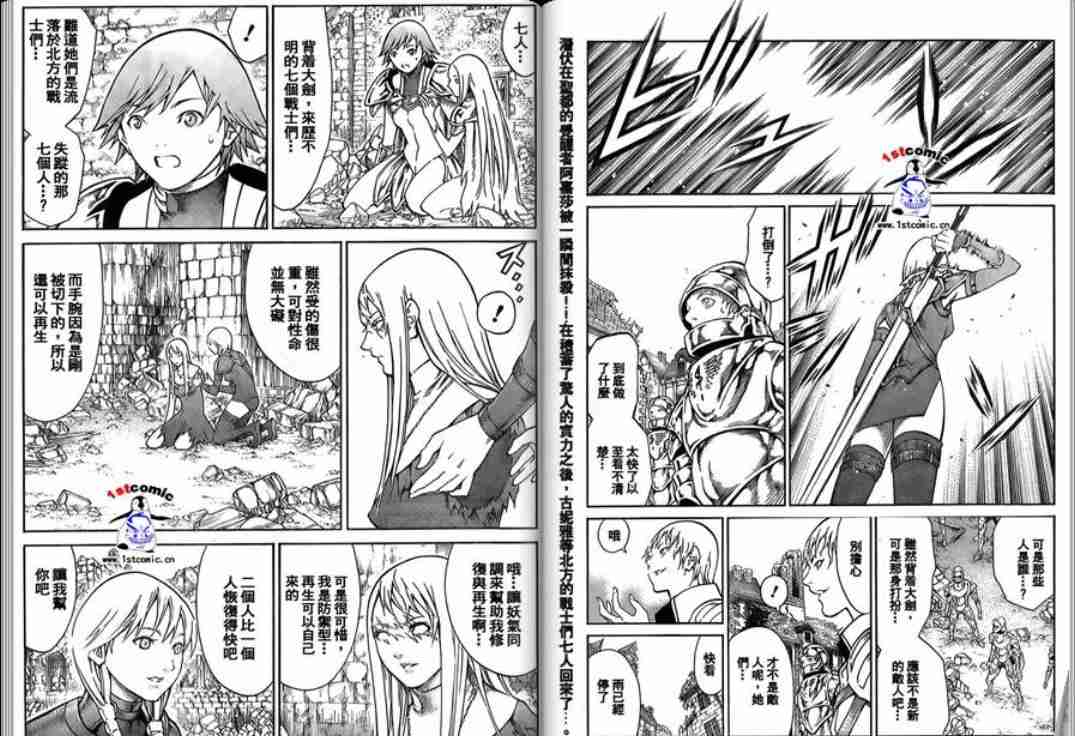 打倒了…?
到底做
了什麼
太快了以
至看不清
楚…
可是那些
人是誰…?
雖然背着大劍，
可是那身打扮…
應該不是新
的敵人吧…
別擔心
才不是敵
人呢，她
們…
哦
快看
雨已經
停了
潛伏在聖都的覺醒者阿嘉莎被一瞬間抹殺！！在積蓄了驚人的實力之後，古妮雅等北方的戰士們七人回來了…。
七人…
背着大劍，來歷不
明的七個戰士們
！
難道她們是流
落於北方的戰
士們…
失蹤的那
七個人…?
！
雖然受的傷很
重，可對性命
並無大礙
而手腕因為是剛
被切下的，所以
還可以再生
哦…讓妖氣同
調來幫助我修
復與再生啊…
可是很可惜，
我是防禦型…
再生可以自己
來的
二個人比一個
人恢復得快吧
讓我幫
你吧
1stcomic
www.1stcomic.cn
1stcomic
www.1stcomic.cn